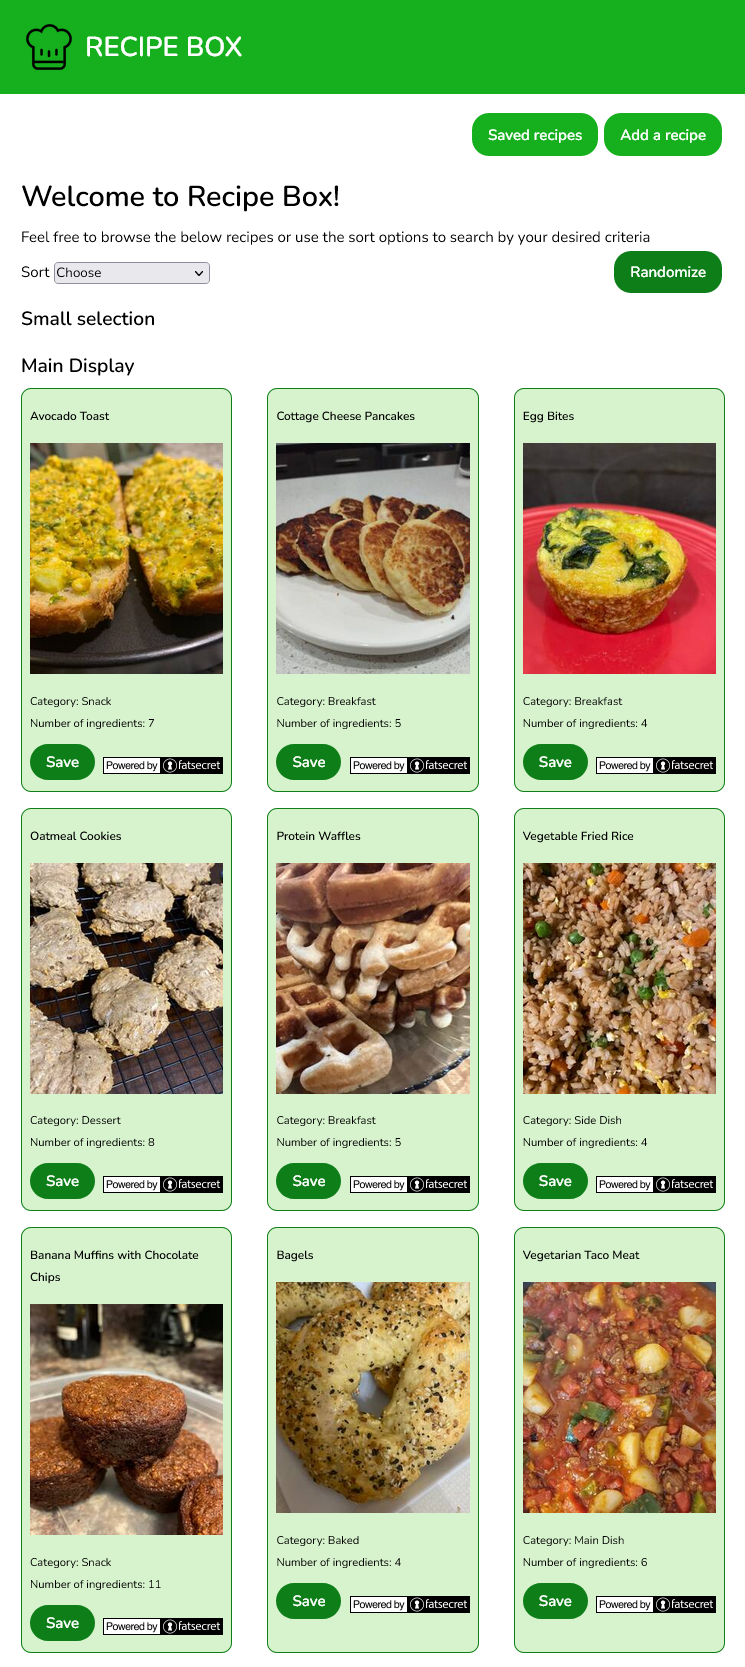 RECIPE BOX
Saved recipes
Add a recipe
Welcome to Recipe Box!
Feel free to browse the below recipes or use the sort options to search by your desired criteria
Sort Choose
Randomize
Small selection
Main Display
Avocado Toast
Category: Snack
Number of ingredients: 7
Save
Powered by fatsecret
Cottage Cheese Pancakes
Category: Breakfast
Number of ingredients: 5
Save
Powered by fatsecret
Egg Bites
Category: Breakfast
Number of ingredients: 4
Save
Powered by fatsecret
Oatmeal Cookies
Category: Dessert
Number of ingredients: 8
Save
Powered by fatsecret
Protein Waffles
Category: Breakfast
Number of ingredients: 5
Save
Powered by fatsecret
Vegetable Fried Rice
Category: Side Dish
Number of ingredients: 4
Save
Powered by fatsecret
Banana Muffins with Chocolate
Chips
Category: Snack
Number of ingredients: 11
Save
Powered by fatsecret
Bagels
Category: Baked
Number of ingredients: 4
Save
Powered by fatsecret
Vegetarian Taco Meat
Category: Main Dish
Number of ingredients: 6
Save
Powered by fatsecret